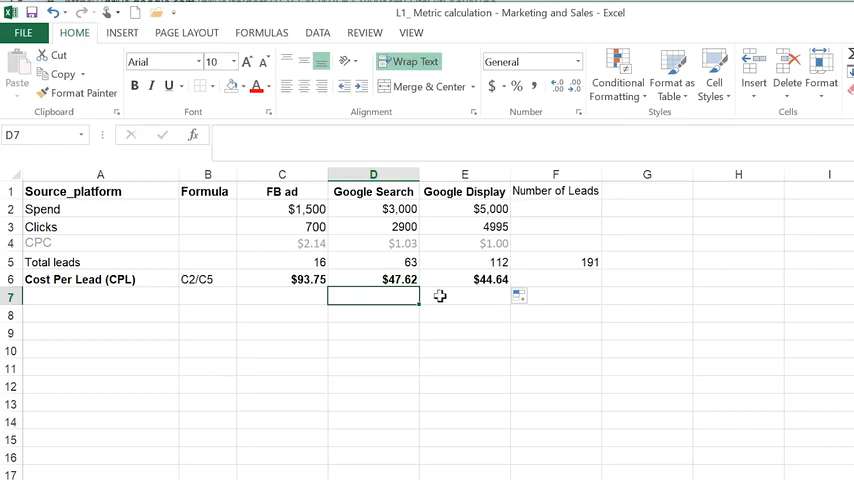 L1_ Metric calculation - Marketing and Sales - Excel
FILE HOME INSERT PAGE LAYOUT FORMULAS DATA REVIEW VIEW
Paste
Cut
Copy
Format Painter
Clipboard
Arial 10
B I U
Font
Wrap Text
Merge & Center
Alignment
General
$ % ,
Number
Conditional Formatting
Format as Table
Cell Styles
Styles
Insert Delete Format
Cells
D7 fx
A B C D E F G H I
1 Source_platform Formula FB ad Google Search Google Display Number of Leads
2 Spend $1,500 $3,000 $5,000
3 Clicks 700 2900 4995
4 CPC $2.14 $1.03 $1.00
5 Total leads 16 63 112 191
6 Cost Per Lead (CPL) C2/C5 $93.75 $47.62 $44.64
7
8
9
10
11
12
13
14
15
16
17